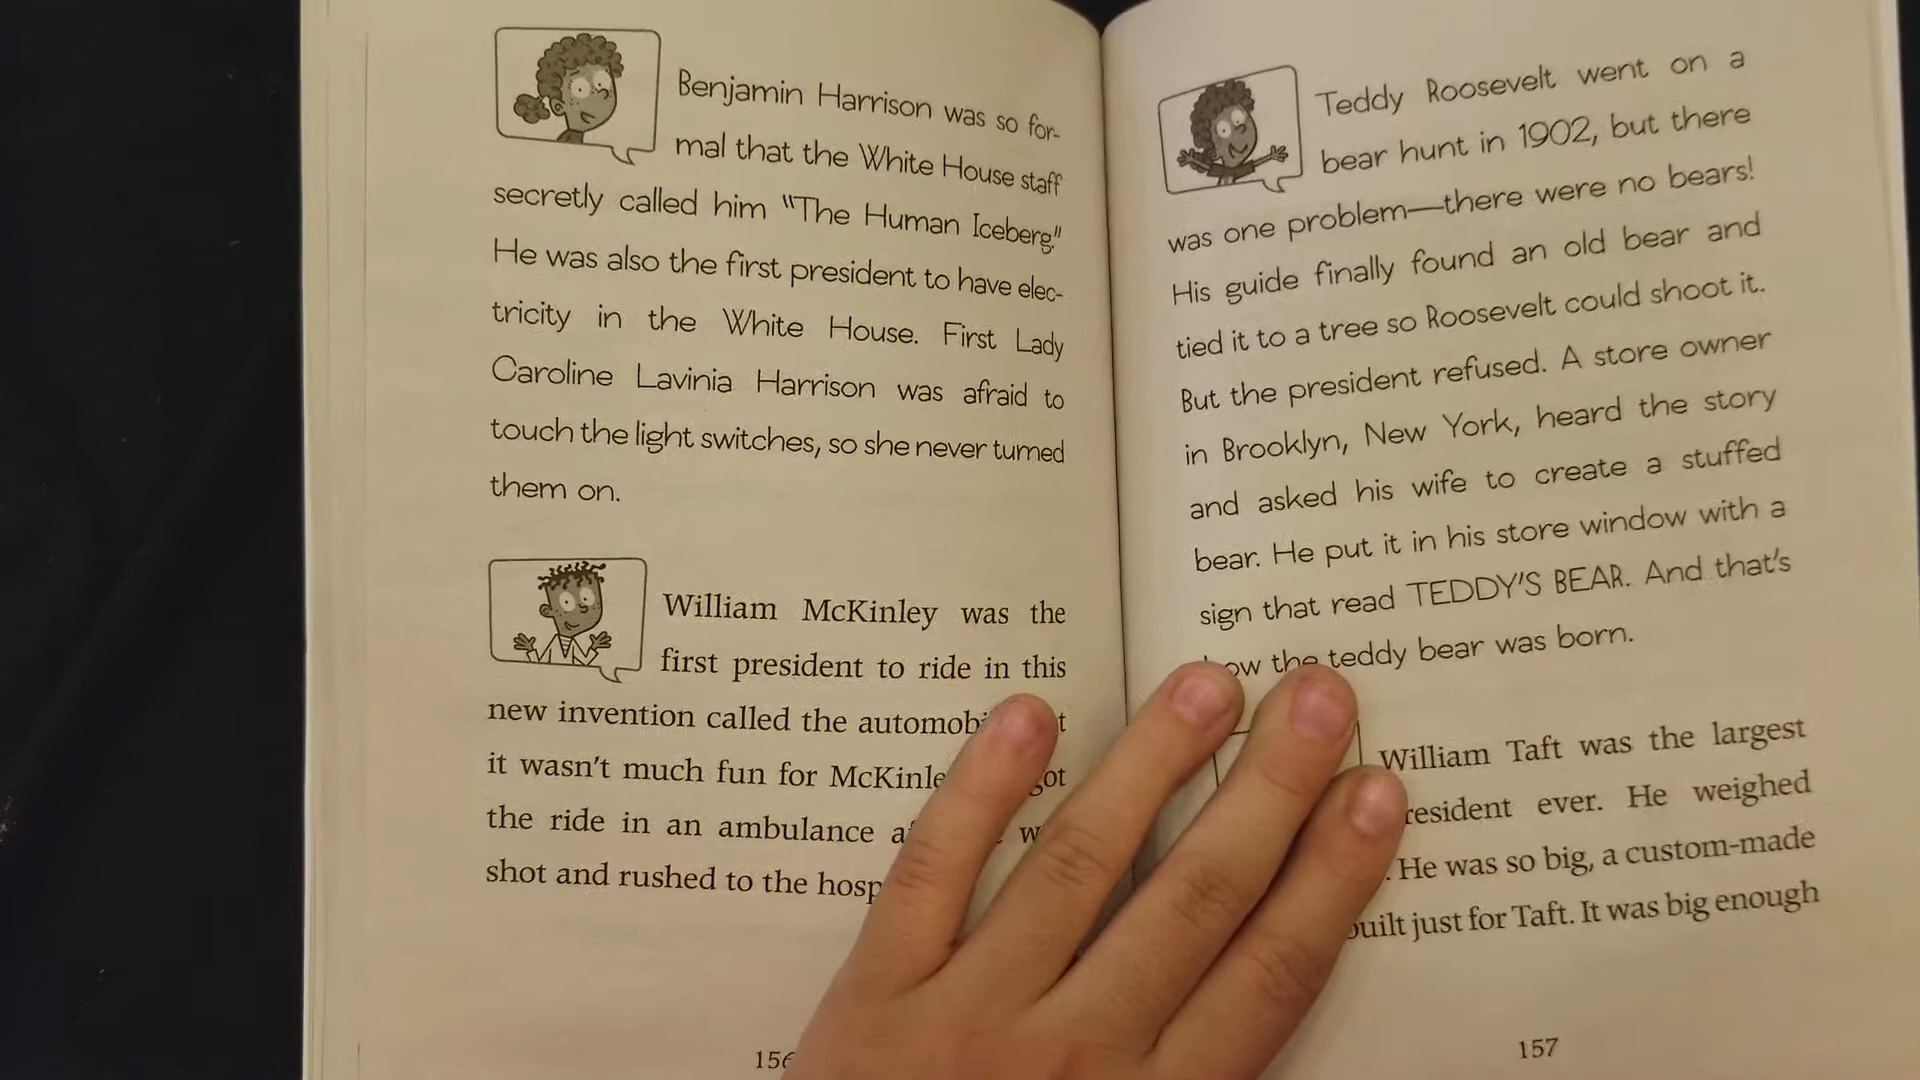 Benjamin Harrison was so for-
mal that the White House staff
secretly called him "The Human Iceberg."
He was also the first president to have elec-
tricity in the White House. First Lady
Caroline Lavinia Harrison was afraid to
touch the light switches, so she never turned
them on.
William McKinley was the
first president to ride in this
new invention called the
it wasn't much fun for
the ride in an ambulance
shot and rushed to the
156
Teddy Roosevelt went on a
bear hunt in 1902, but there
was one problem—there were no bears!
His guide finally found an old bear and
tied it to a tree so Roosevelt could shoot it.
But the president refused. A store owner
in Brooklyn, New York, heard the story
and asked his wife to create a stuffed
bear. He put it in his store window with a
sign that read TEDDY'S BEAR. And that's
how the teddy bear was born.
William Taft was the largest
ever. He weighed
He was so big, a custom-made
built just for Taft. It was big enough
157